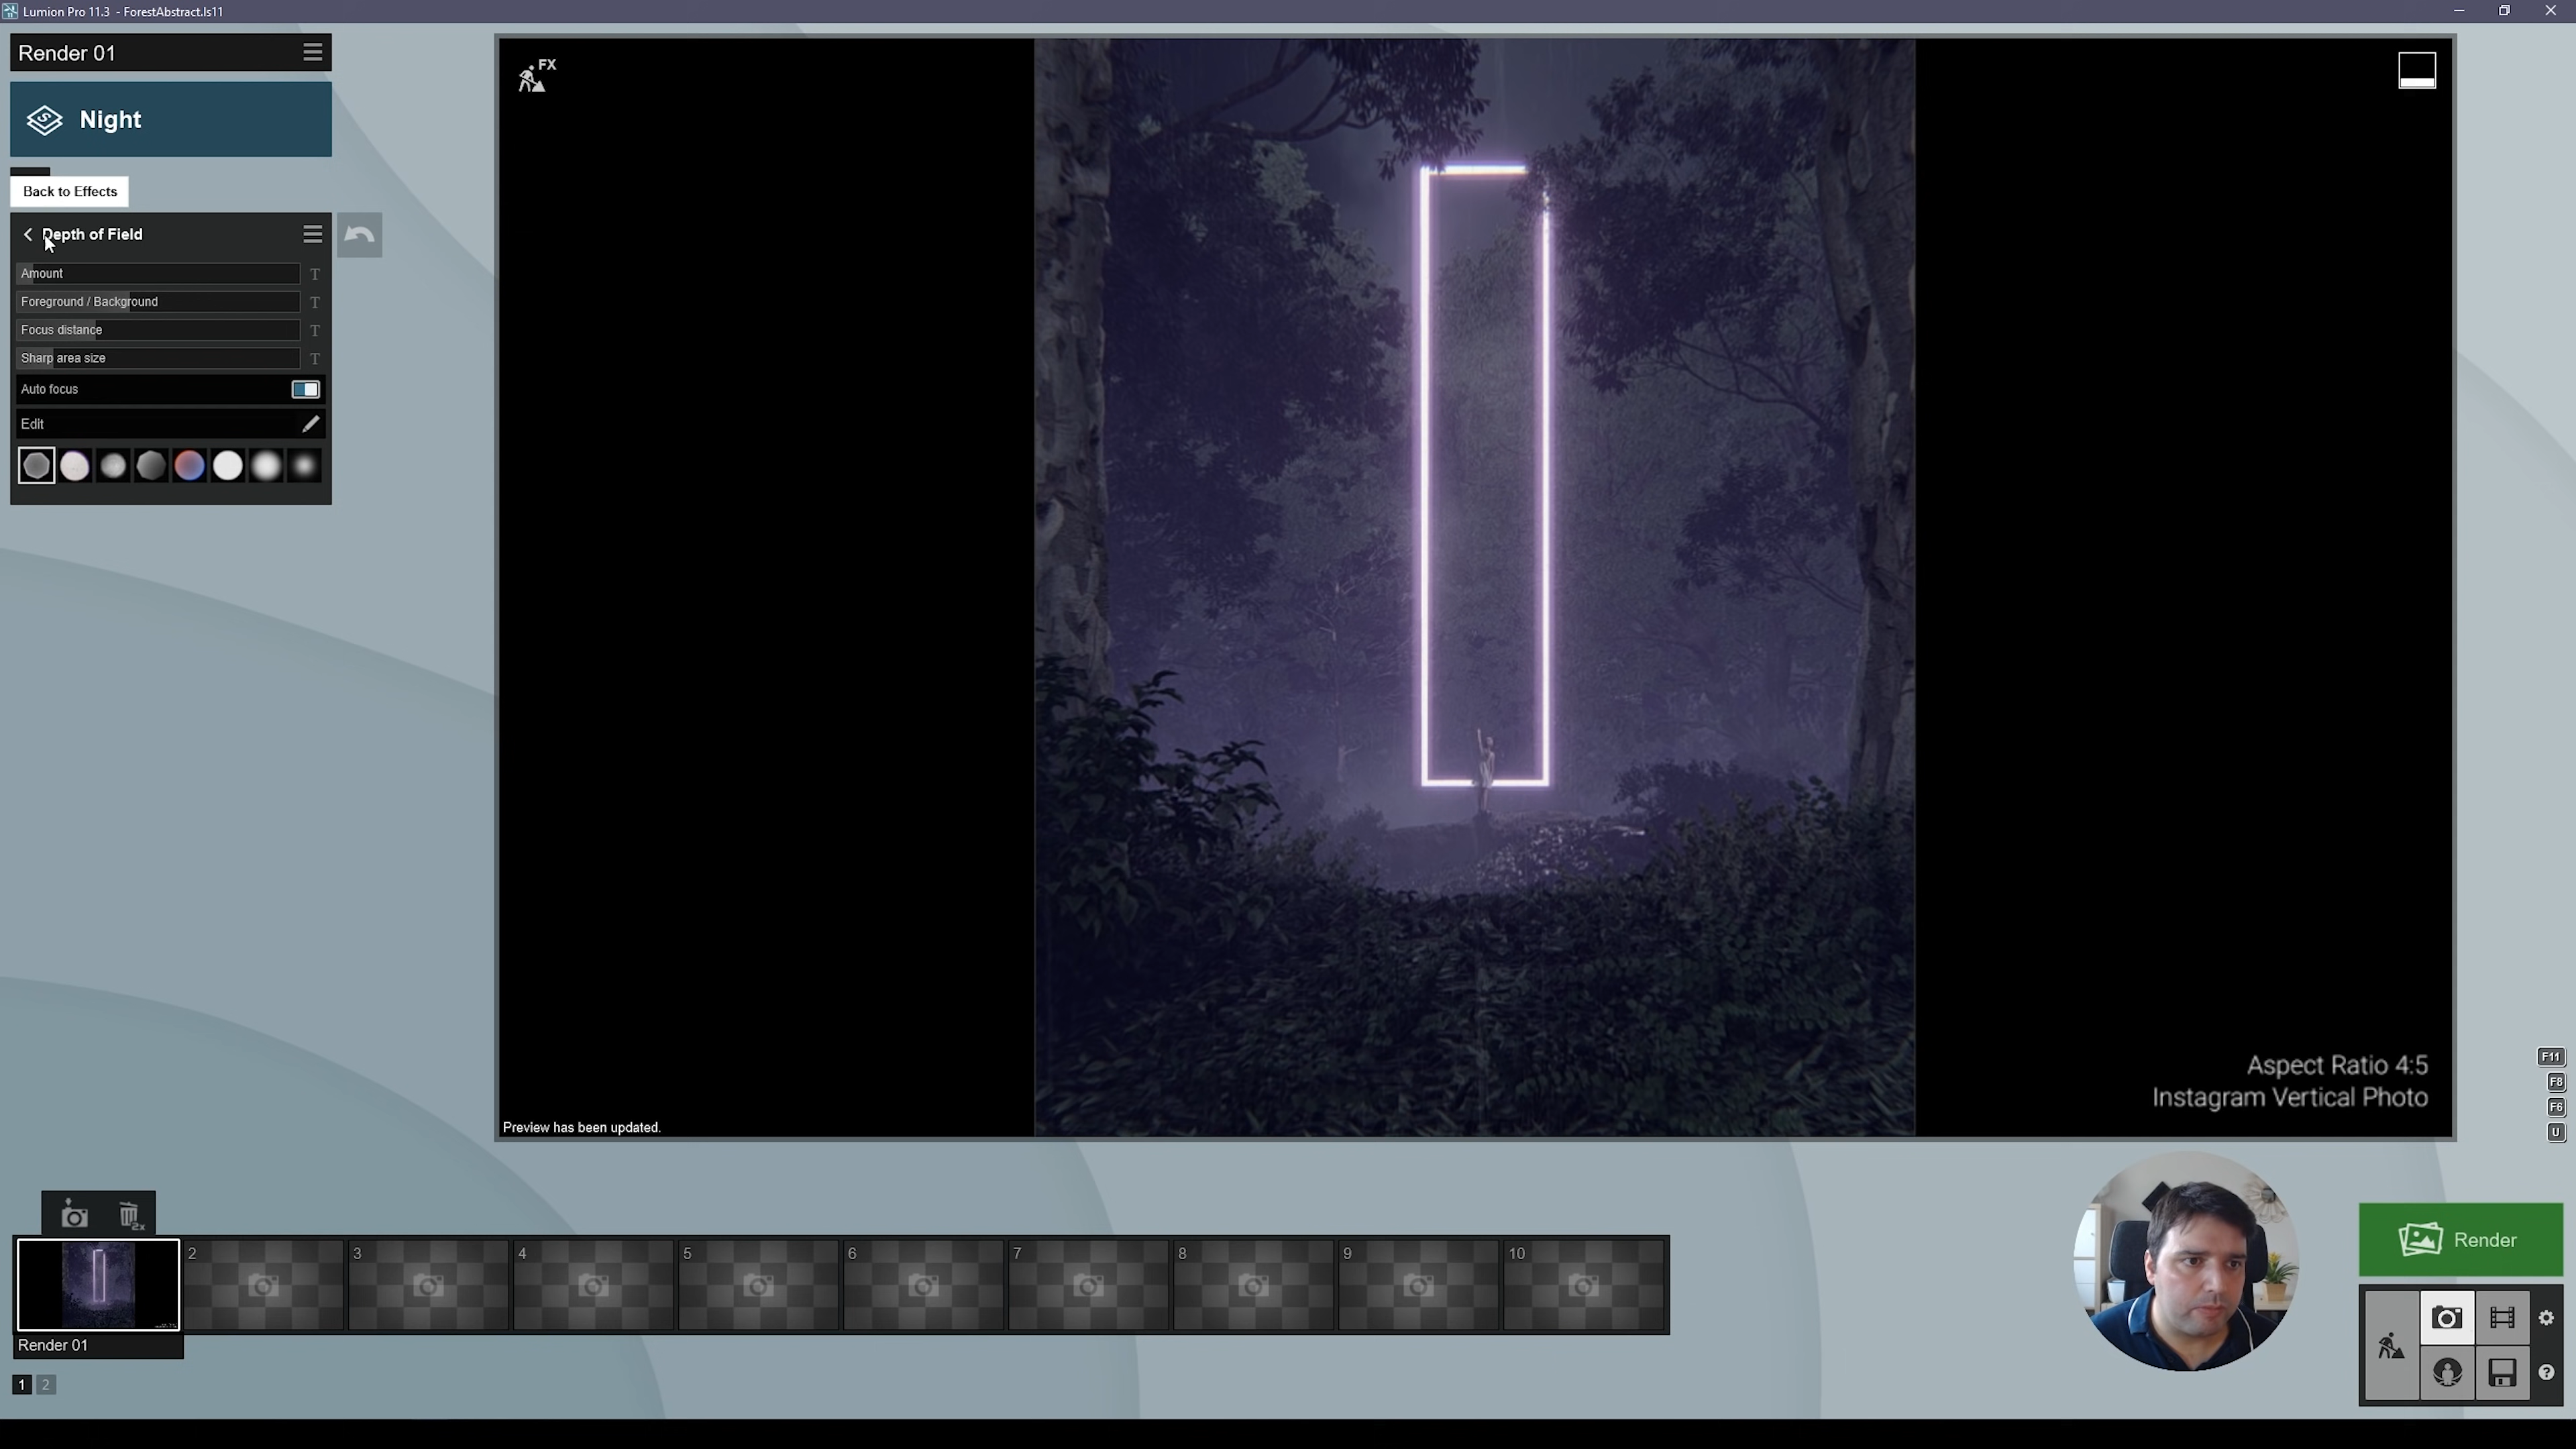 Lumion Pro 11.3 - ForestAbstract.ls11
Render 01
Night
Back to Effects
Depth of Field
Amount T
Foreground / Background T
Focus distance T
Sharp area size T
Auto focus
Edit
FX
Aspect Ratio 4:5
Instagram Vertical Photo
Preview has been updated.
F11
F8
F6
U
2x
2 3 4 5 6 7 8 9 10
Render 01
1 2
Render
?